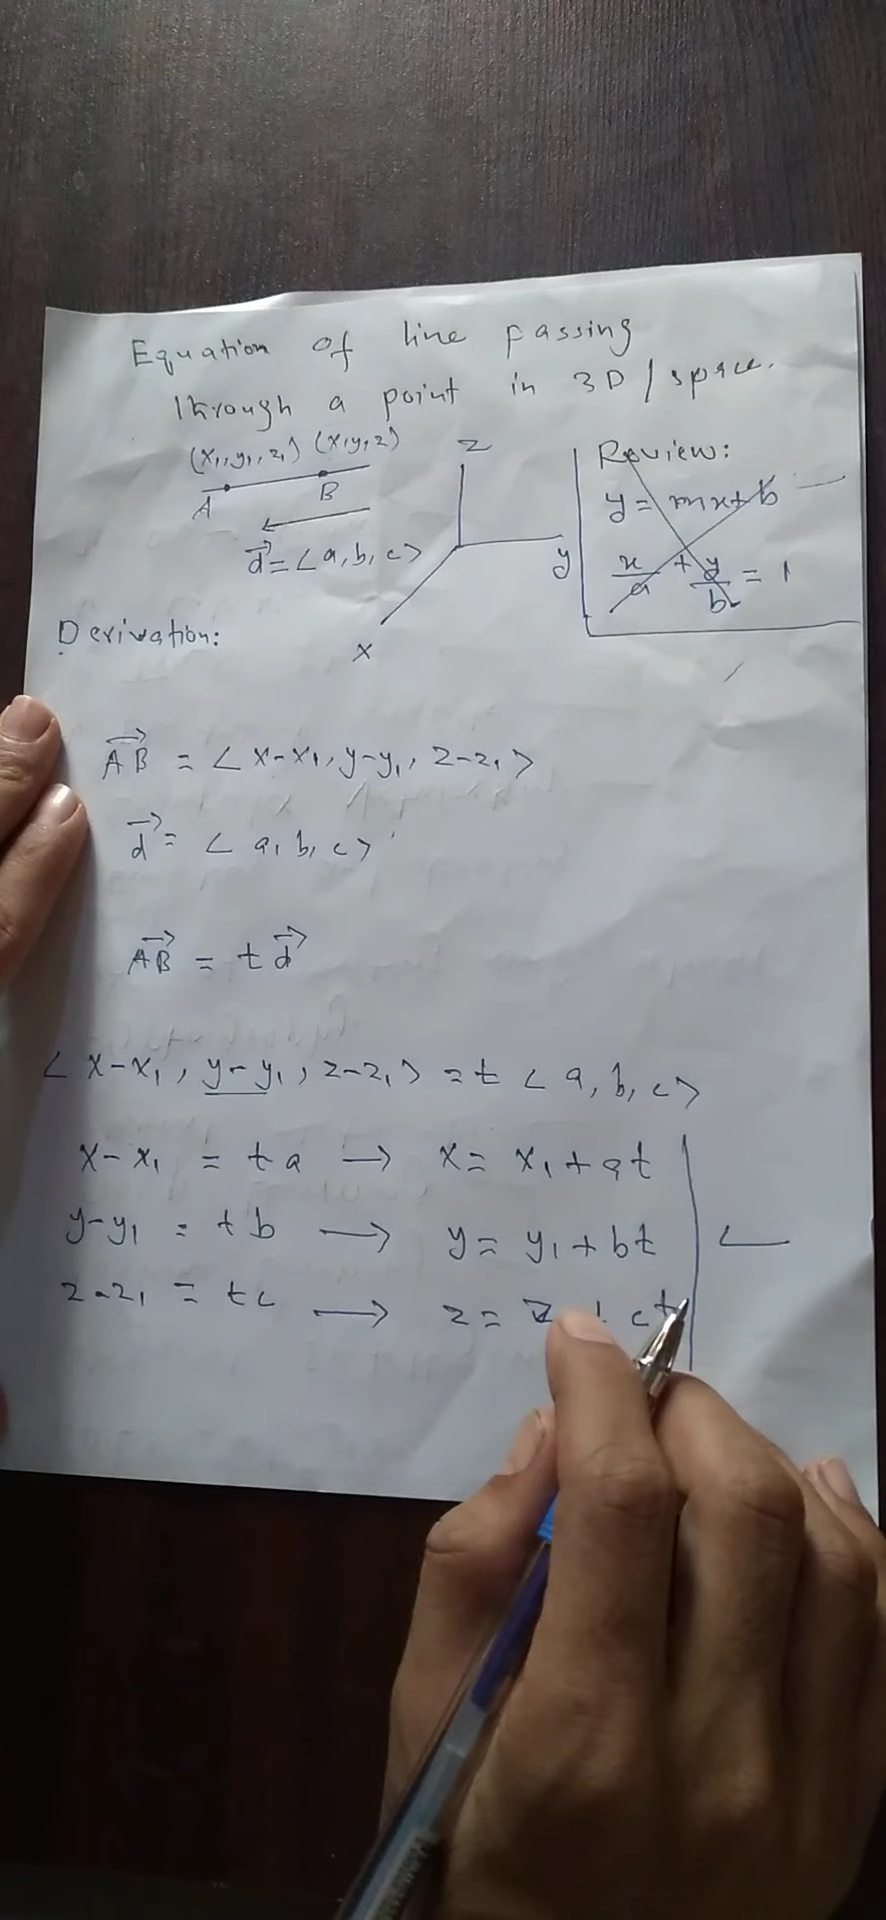 Equation of line passing
through a point in 3D / space.
(x₁, y₁, z₁) (x, y, z)
A B
d⃗ = < a, b, c >
z
y
x
Review:
y = mx + b
x/a + y/b = 1
Derivation:
AB⃗ = < x-x₁, y-y₁, z-z₁ >
d⃗ = < a, b, c >
AB⃗ = t d⃗
< x-x₁, y-y₁, z-z₁ > = t < a, b, c >
x-x₁ = ta → x = x₁ + at
y-y₁ = tb → y = y₁ + bt
z-z₁ = tc → z = z ct